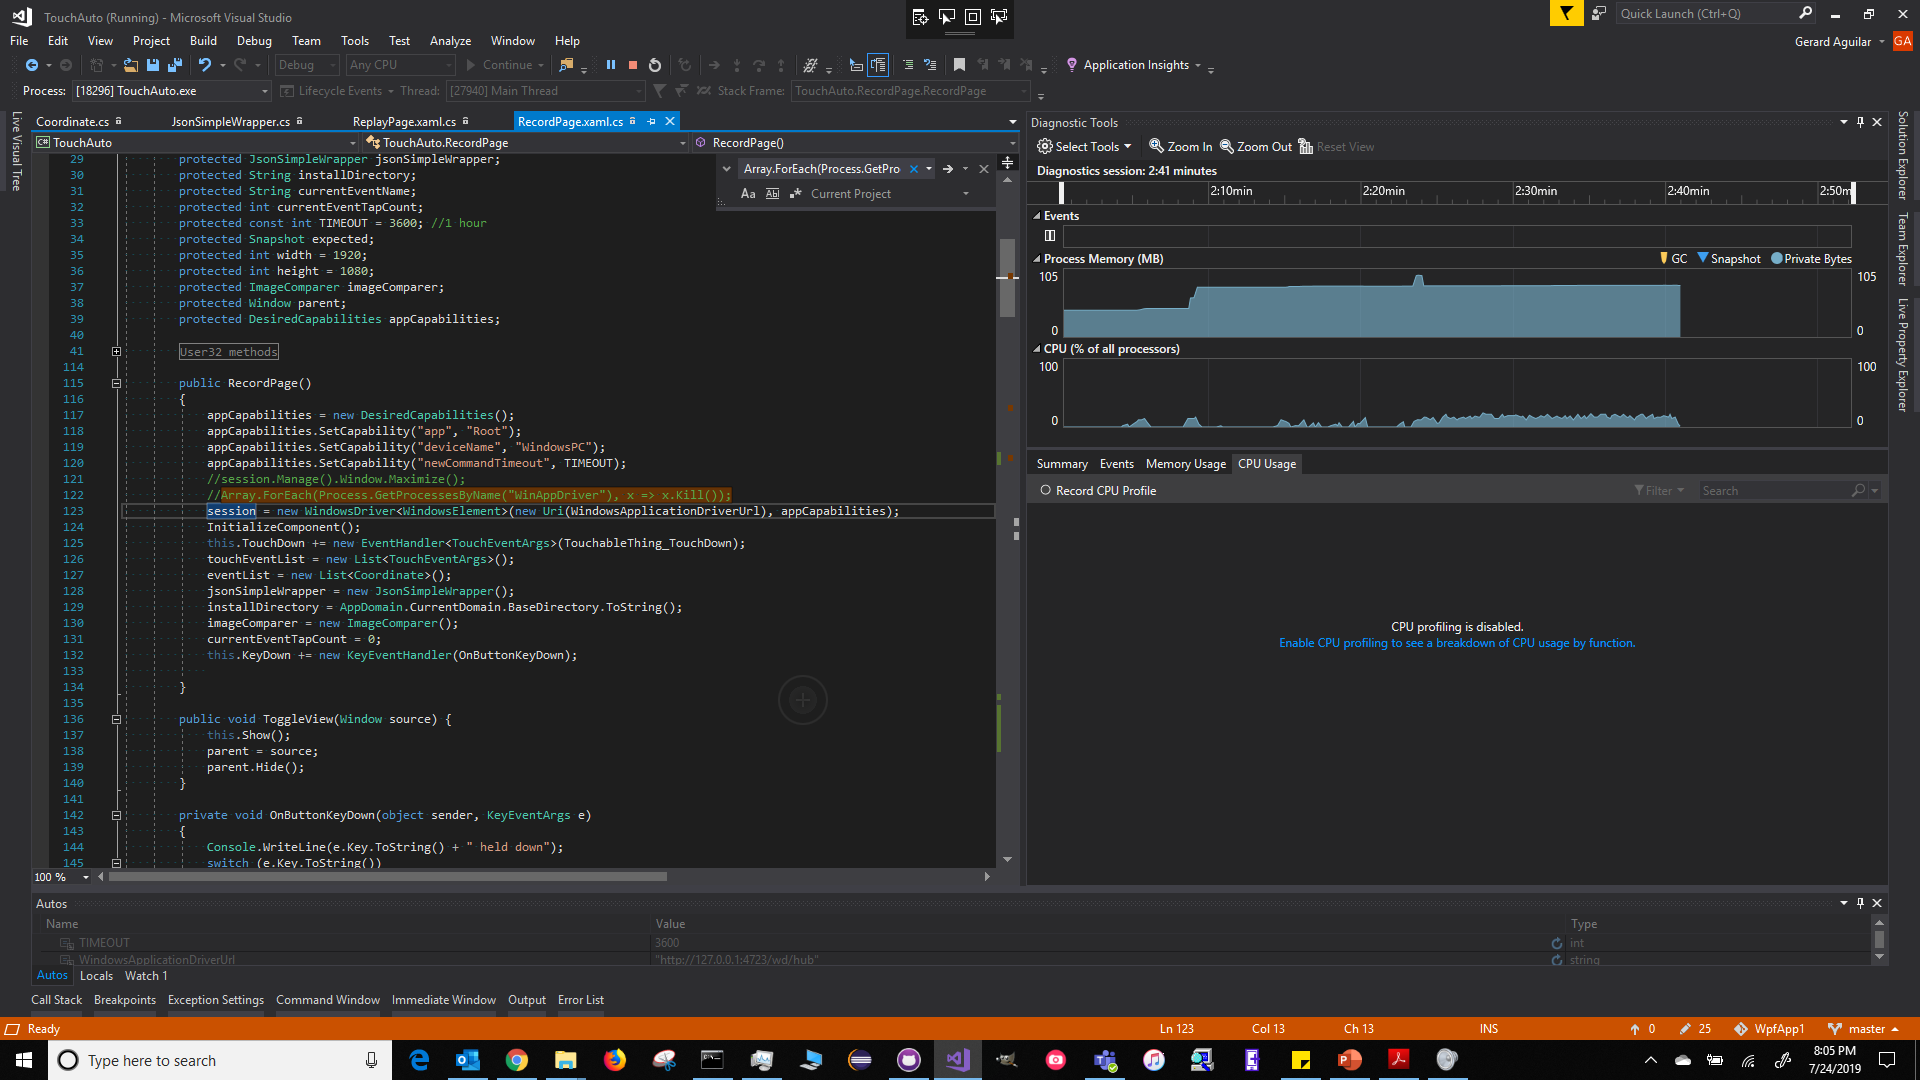 TouchAuto (Running) - Microsoft Visual Studio
Quick Launch (Ctrl+Q)
File Edit View Project Build Debug Team Tools Test Analyze Window Help
Gerard Aguilar GA
Debug Any CPU Continue Application Insights
Process: [18296] TouchAuto.exe Lifecycle Events Thread: [27940] Main Thread Stack Frame: TouchAuto.RecordPage.RecordPage
Live Visual Tree
Coordinate.cs JsonSimpleWrapper.cs ReplayPage.xaml.cs RecordPage.xaml.cs
TouchAuto TouchAuto.RecordPage RecordPage()
Array.ForEach(Process.GetPro
Aa Ab Current Project
29 protected JsonSimpleWrapper jsonSimpleWrapper;
30 protected String installDirectory;
31 protected String currentEventName;
32 protected int currentEventTapCount;
33 protected const int TIMEOUT = 3600; //1 hour
34 protected Snapshot expected;
35 protected int width = 1920;
36 protected int height = 1080;
37 protected ImageComparer imageComparer;
38 protected Window parent;
39 protected DesiredCapabilities appCapabilities;
40
41 User32 methods
114
115 public RecordPage()
116 {
117 appCapabilities = new DesiredCapabilities();
118 appCapabilities.SetCapability("app", "Root");
119 appCapabilities.SetCapability("deviceName", "WindowsPC");
120 appCapabilities.SetCapability("newCommandTimeout", TIMEOUT);
121 //session.Manage().Window.Maximize();
122 //Array.ForEach(Process.GetProcessesByName("WinAppDriver"), x => x.Kill());
123 session = new WindowsDriver<WindowsElement>(new Uri(WindowsApplicationDriverUrl), appCapabilities);
124 InitializeComponent();
125 this.TouchDown += new EventHandler<TouchEventArgs>(TouchableThing_TouchDown);
126 touchEventList = new List<TouchEventArgs>();
127 eventList = new List<Coordinate>();
128 jsonSimpleWrapper = new JsonSimpleWrapper();
129 installDirectory = AppDomain.CurrentDomain.BaseDirectory.ToString();
130 imageComparer = new ImageComparer();
131 currentEventTapCount = 0;
132 this.KeyDown += new KeyEventHandler(OnButtonKeyDown);
133
134 }
135
136 public void ToggleView(Window source) {
137 this.Show();
138 parent = source;
139 parent.Hide();
140 }
141
142 private void OnButtonKeyDown(object sender, KeyEventArgs e)
143 {
144 Console.WriteLine(e.Key.ToString() + " held down");
145 switch (e.Key.ToString())
100 %
Diagnostic Tools
Select Tools Zoom In Zoom Out Reset View
Diagnostics session: 2:41 minutes
2:10min 2:20min 2:30min 2:40min 2:50m
Events
Process Memory (MB) GC Snapshot Private Bytes
105 105
0 0
CPU (% of all processors)
100 100
0 0
Summary Events Memory Usage CPU Usage
Record CPU Profile Filter Search
CPU profiling is disabled.
Enable CPU profiling to see a breakdown of CPU usage by function.
Solution Explorer
Team Explorer
Live Property Explorer
Autos
Name Value Type
TIMEOUT 3600 int
WindowsApplicationDriverUrl "http://127.0.0.1:4723/wd/hub" string
Autos Locals Watch 1
Call Stack Breakpoints Exception Settings Command Window Immediate Window Output Error List
Ready Ln 123 Col 13 Ch 13 INS 0 25 WpfApp1 master
Type here to search
8:05 PM
7/24/2019